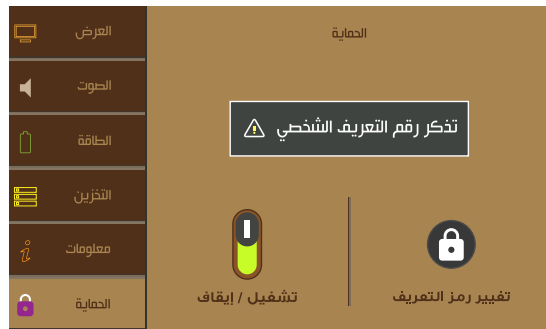 العرض
الصوت
الطاقة
التخزين
معلومات
الحماية
الحماية
تذكر رقم التعريف الشخصي
تغيير رمز التعريف
تشغيل / إيقاف